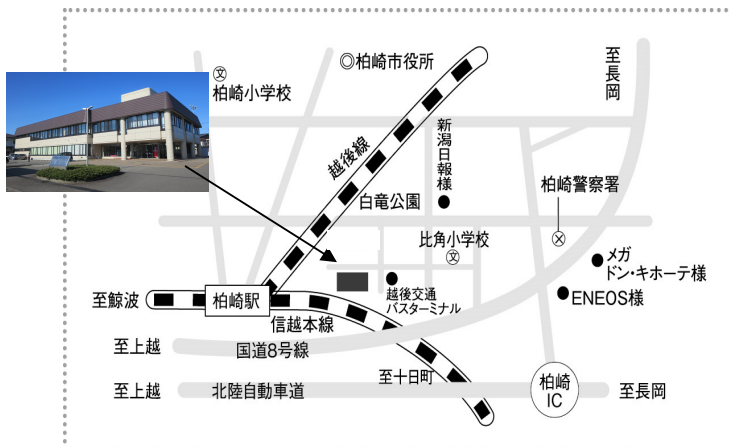 ◎柏崎市役所
至長岡
文
柏崎小学校
越後線
新潟日報様
白竜公園
柏崎警察署
比角小学校
文
メガ
ドン・キホーテ様
ENEOS様
越後交通
バスターミナル
至鯨波
柏崎駅
信越本線
至上越
国道8号線
至十日町
至上越
北陸自動車道
柏崎
IC
至長岡